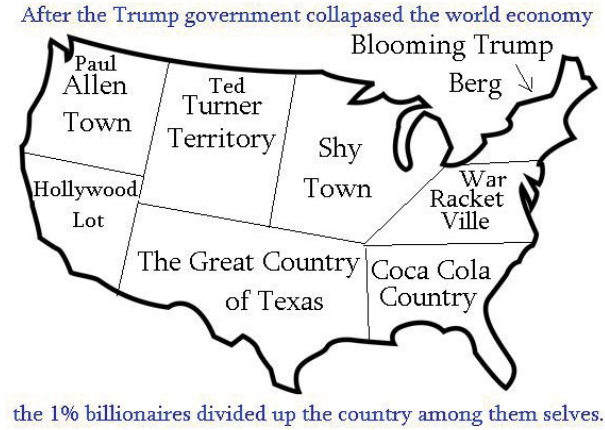 After the Trump government collapased the world economy
Blooming Trump
Berg
Paul
Allen
Town
Ted
Turner
Territory
Shy
Town
War
Racket
Ville
Hollywood
Lot
The Great Country
of Texas
Coca Cola
Country
the 1% billionaires divided up the country among them selves.